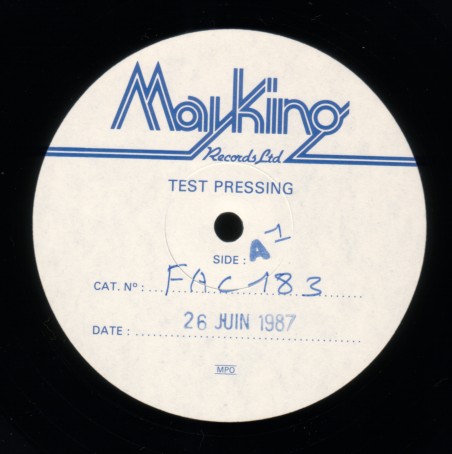 MayKing
Records Ltd
TEST PRESSING
SIDE : A1
CAT. Nº : FAC 183
DATE : 26 JUIN 1987
MPO